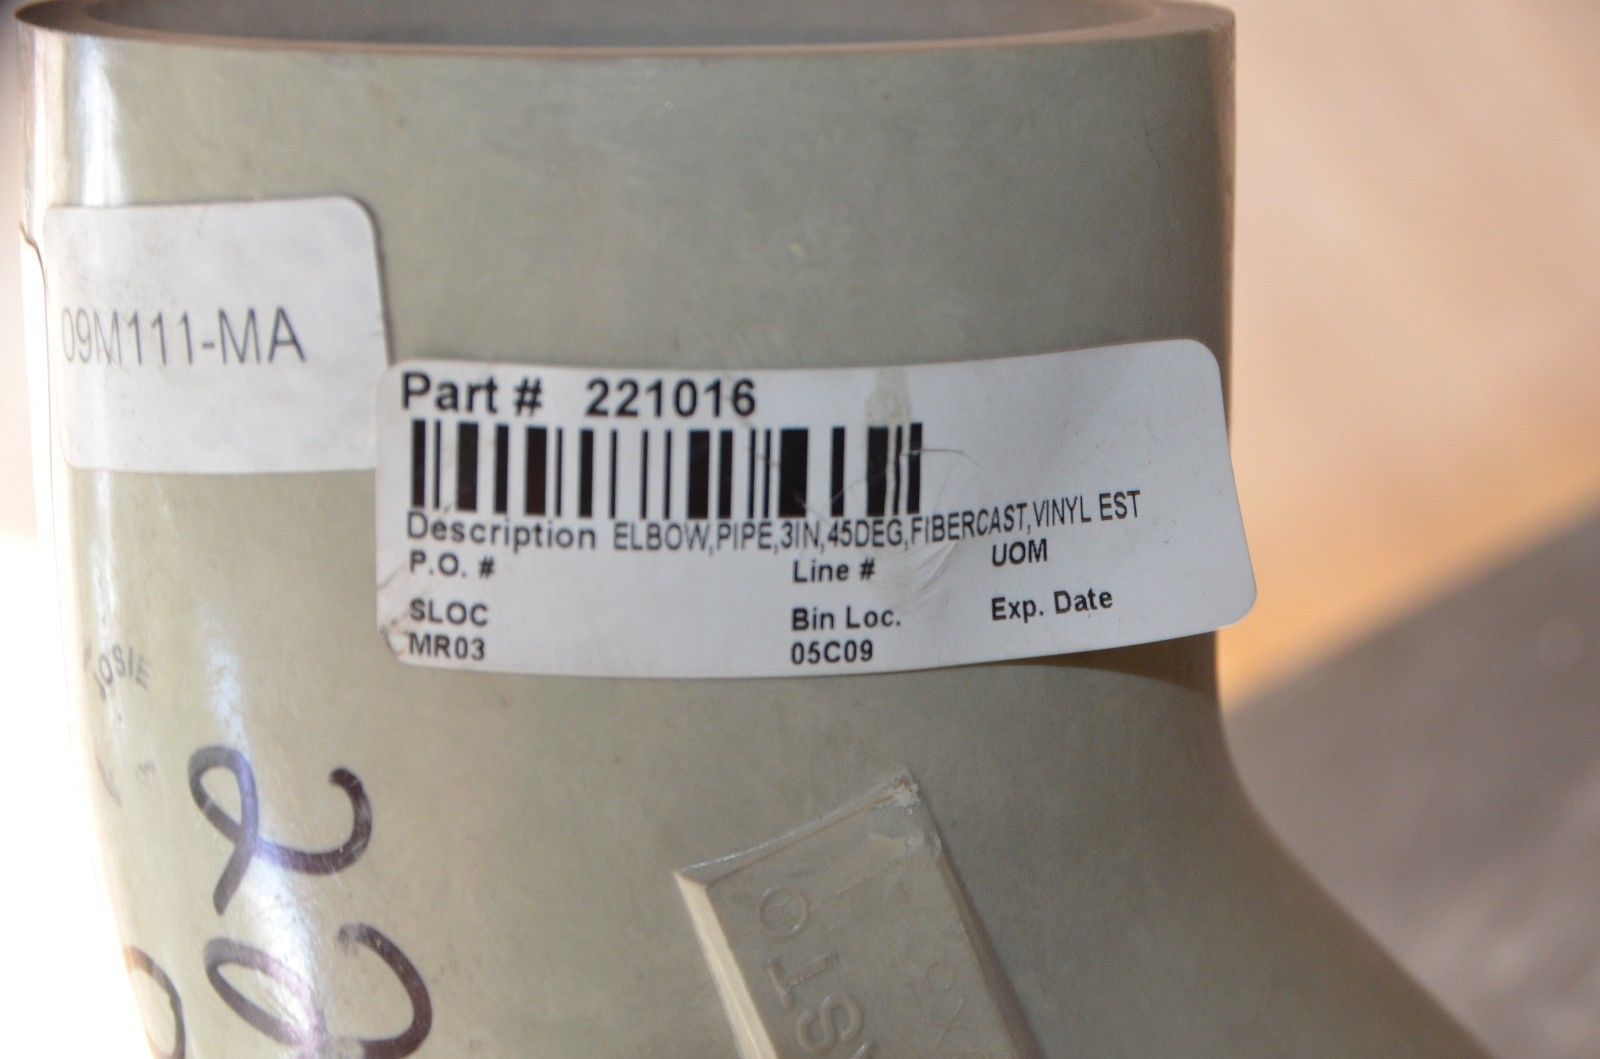 09M111-MA
Part # 221016
Description ELBOW,PIPE,3IN,45DEG,FIBERCAST,VINYL EST
P.O. # Line # UOM
SLOC Bin Loc. Exp. Date
MR03 05C09